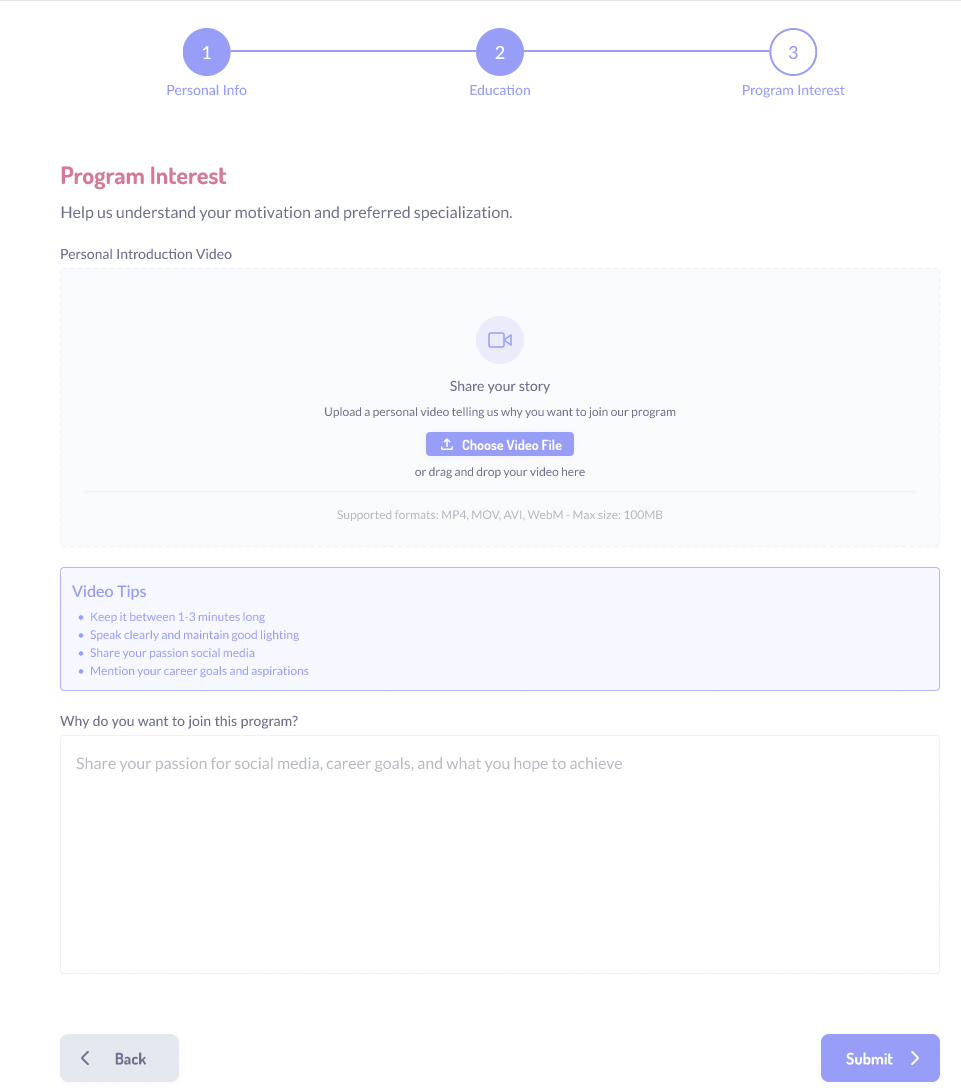 1
2
3
Personal Info
Education
Program Interest
Program Interest
Help us understand your motivation and preferred specialization.
Personal Introduction Video
Share your story
Upload a personal video telling us why you want to join our program
Choose Video File
or drag and drop your video here
Supported formats: MP4, MOV, AVI, WebM - Max size: 100MB
Video Tips
• Keep it between 1-3 minutes long
• Speak clearly and maintain good lighting
• Share your passion social media
• Mention your career goals and aspirations
Why do you want to join this program?
Share your passion for social media, career goals, and what you hope to achieve
Back
Submit